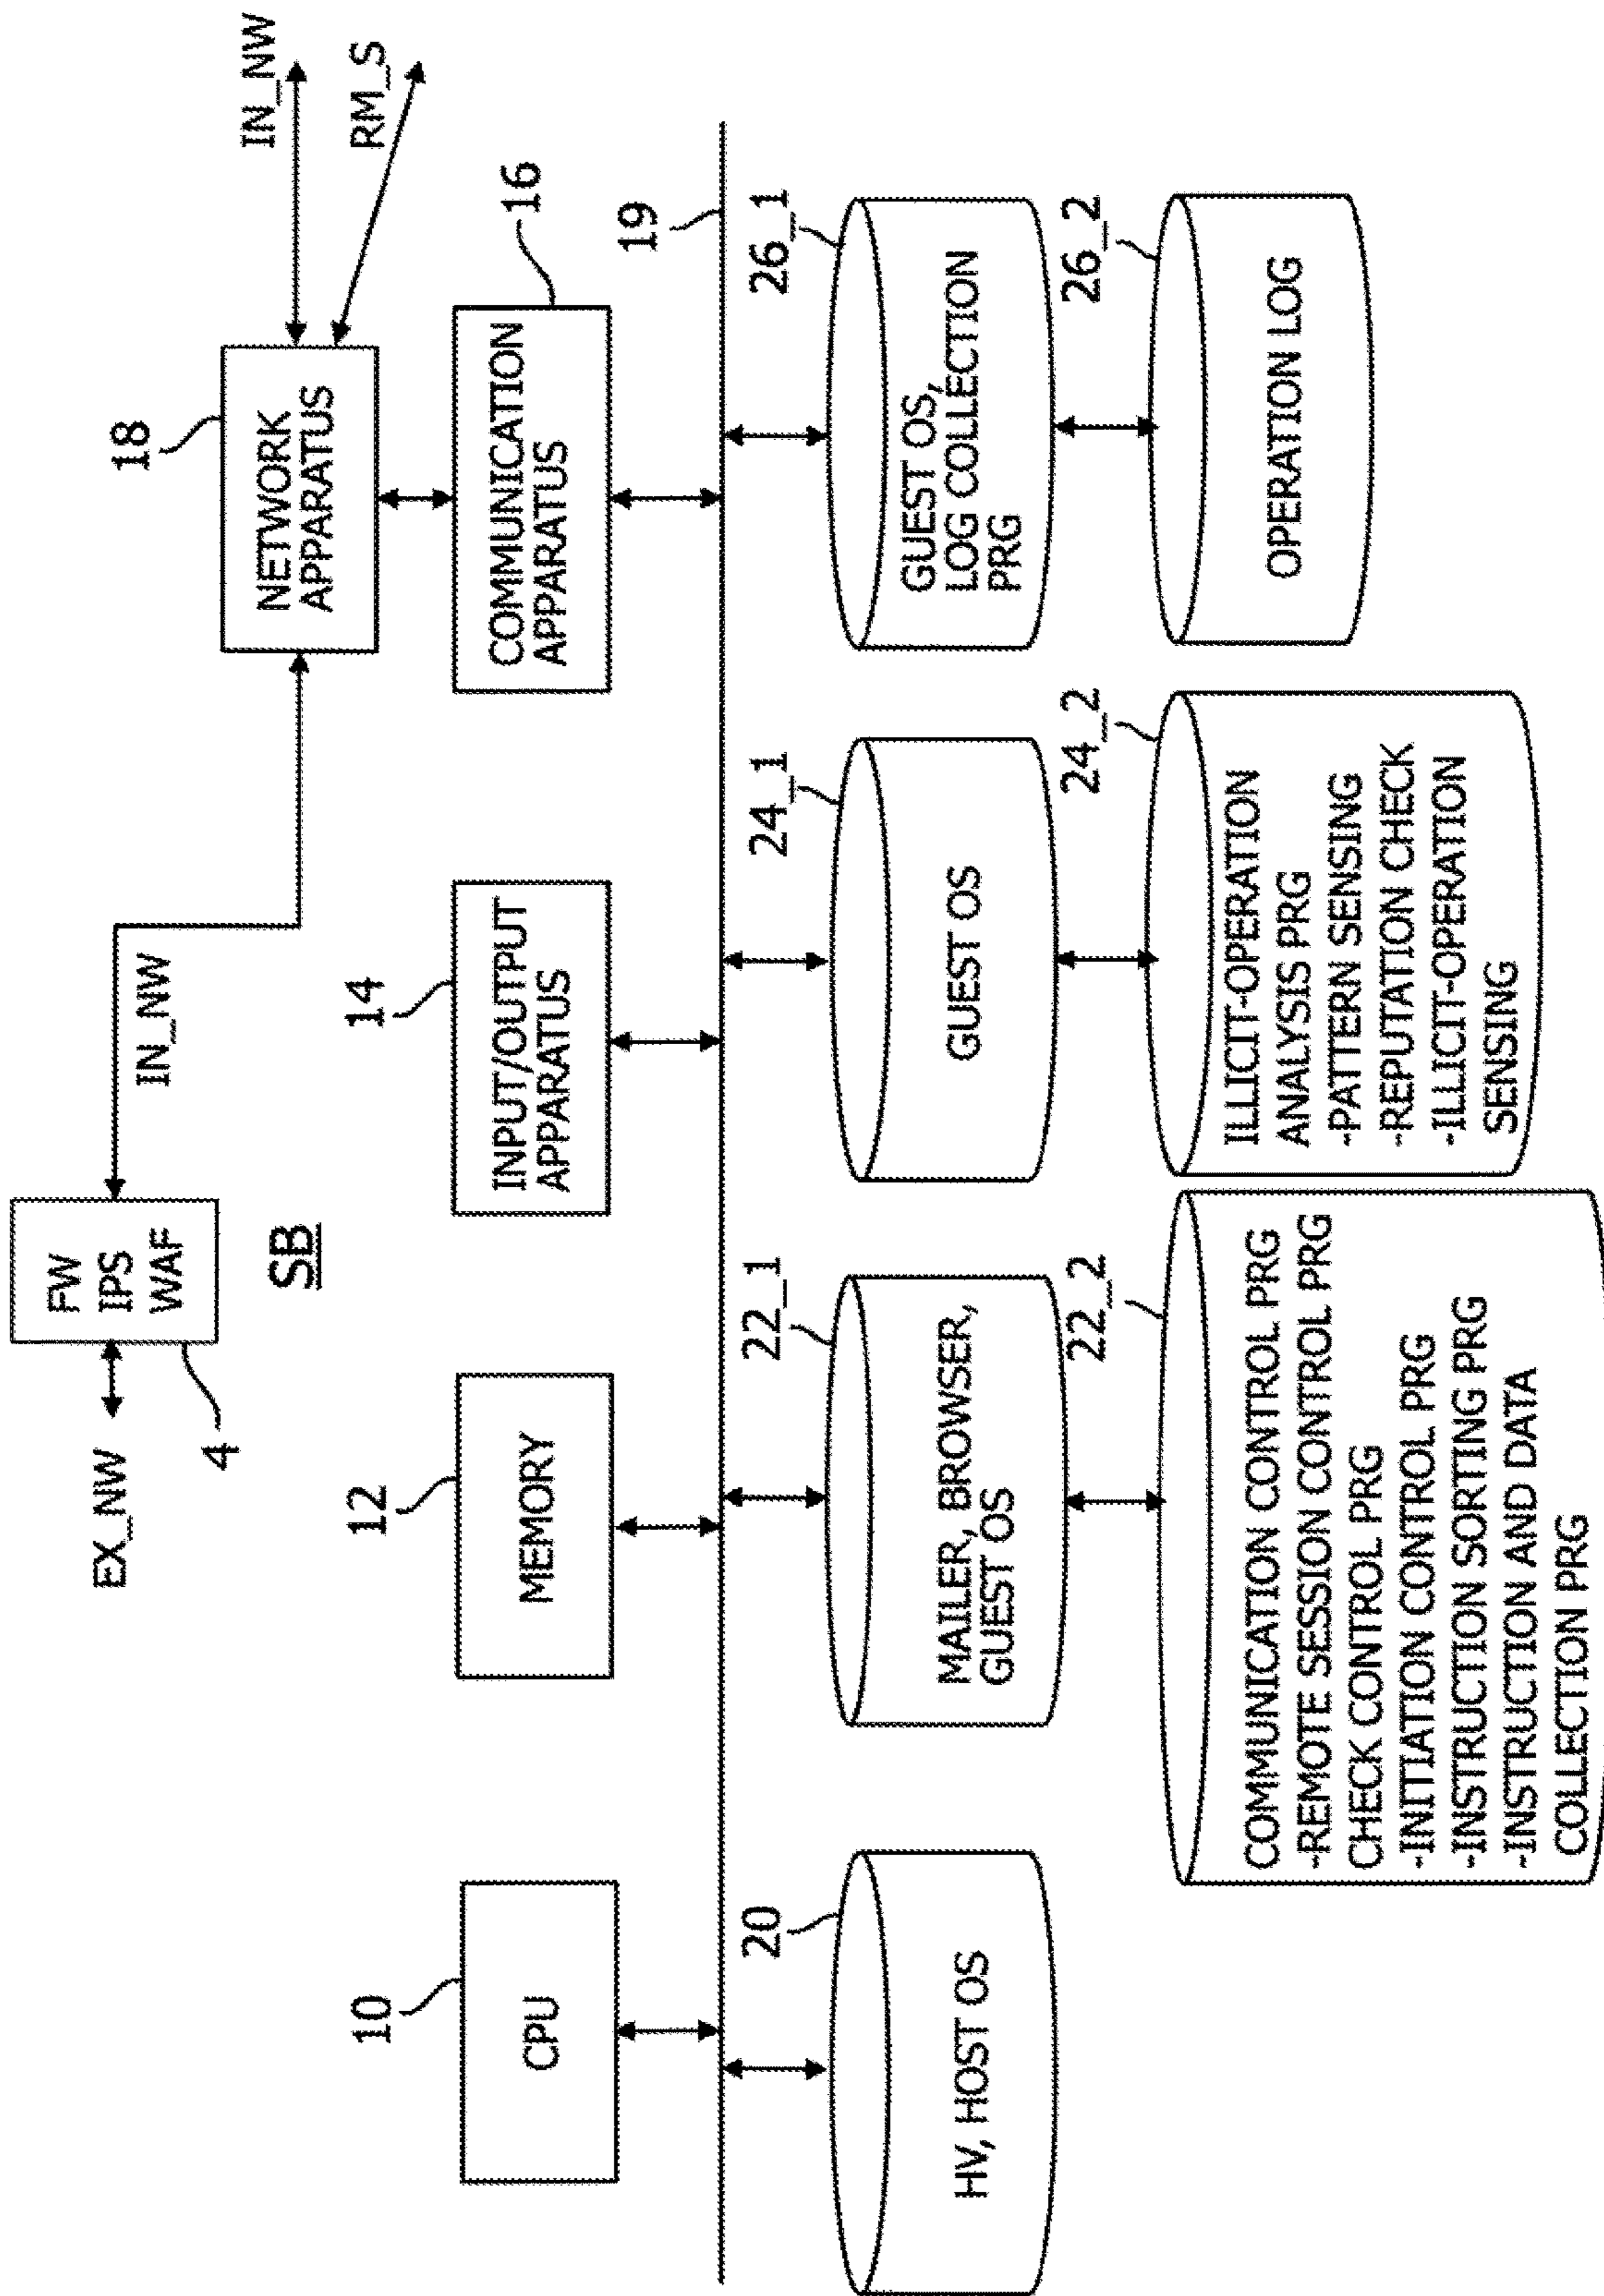 EX_NW
4
FW
IPS
WAF
IN_NW
SB
18
NETWORK
APPARATUS
IN_NW
RM_S
10
CPU
12
MEMORY
14
INPUT/OUTPUT
APPARATUS
16
COMMUNICATION
APPARATUS
19
20
HV, HOST OS
22_1
MAILER, BROWSER,
GUEST OS
24_1
GUEST OS
26_1
GUEST OS,
LOG COLLECTION
PRG
22_2
COMMUNICATION CONTROL PRG
-REMOTE SESSION CONTROL PRG
CHECK CONTROL PRG
-INITIATION CONTROL PRG
-INSTRUCTION SORTING PRG
-INSTRUCTION AND DATA
COLLECTION PRG
24_2
ILLICIT-OPERATION
ANALYSIS PRG
-PATTERN SENSING
-REPUTATION CHECK
-ILLICIT-OPERATION
SENSING
26_2
OPERATION LOG